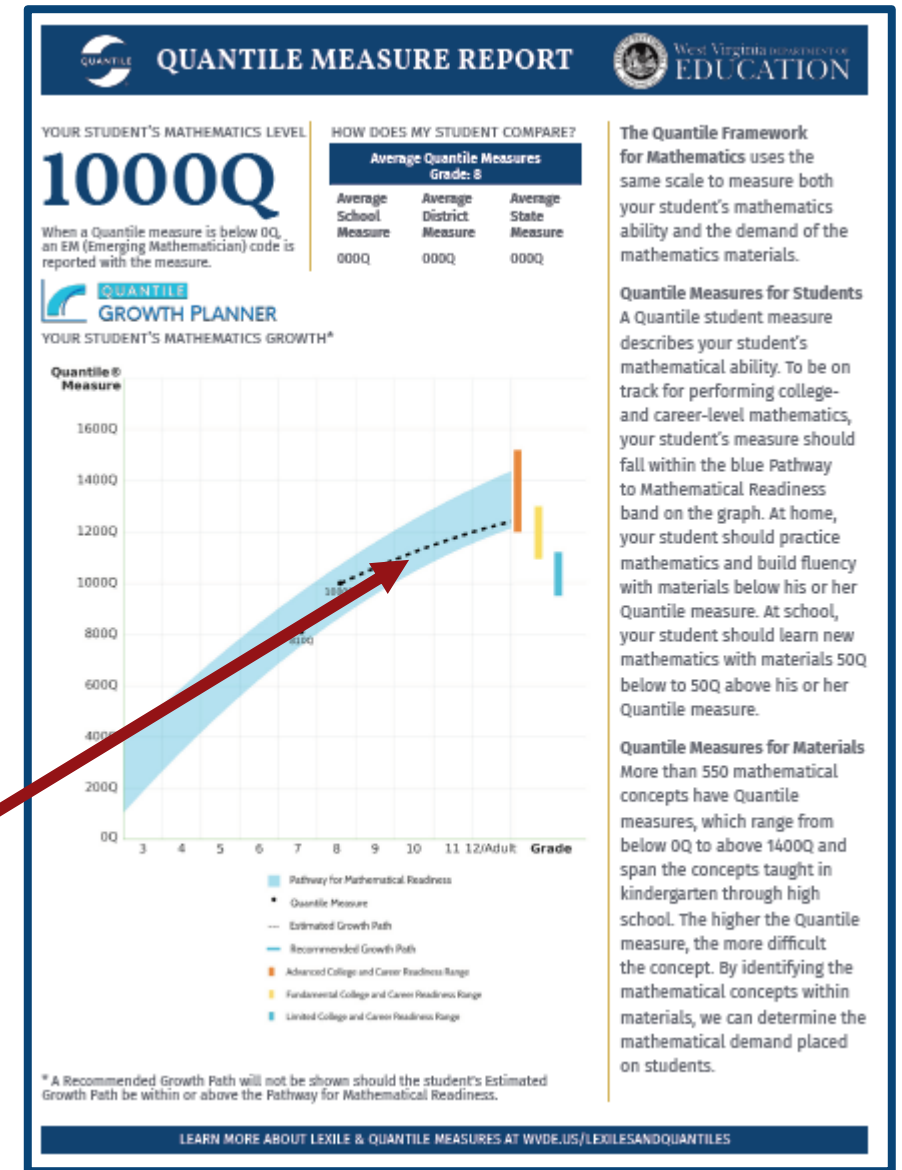 QUANTILE
QUANTILE MEASURE REPORT
West Virginia DEPARTMENT OF
EDUCATION
YOUR STUDENT'S MATHEMATICS LEVEL
1000Q
When a Quantile measure is below 0Q,
an EM (Emerging Mathematician) code is
reported with the measure.
HOW DOES MY STUDENT COMPARE?
Average Quantile Measures
Grade: 8
Average School Measure
Average District Measure
Average State Measure
000Q 000Q 000Q
QUANTILE
GROWTH PLANNER
YOUR STUDENT'S MATHEMATICS GROWTH*
Quantile®
Measure
1600Q
1400Q
1200Q
1000Q
800Q
600Q
400Q
200Q
0Q
3 4 5 6 7 8 9 10 11 12/Adult Grade
Pathway for Mathematical Readiness
Quantile Measure
Estimated Growth Path
Recommended Growth Path
Advanced College and Career Readiness Range
Fundamental College and Career Readiness Range
Limited College and Career Readiness Range
* A Recommended Growth Path will not be shown should the student's Estimated
Growth Path be within or above the Pathway for Mathematical Readiness.
The Quantile Framework
for Mathematics uses the
same scale to measure both
your student's mathematics
ability and the demand of the
mathematics materials.
Quantile Measures for Students
A Quantile student measure
describes your student's
mathematical ability. To be on
track for performing college-
and career-level mathematics,
your student's measure should
fall within the blue Pathway
to Mathematical Readiness
band on the graph. At home,
your student should practice
mathematics and build fluency
with materials below his or her
Quantile measure. At school,
your student should learn new
mathematics with materials 50Q
below to 50Q above his or her
Quantile measure.
Quantile Measures for Materials
More than 550 mathematical
concepts have Quantile
measures, which range from
below 0Q to above 1400Q and
span the concepts taught in
kindergarten through high
school. The higher the Quantile
measure, the more difficult
the concept. By identifying the
mathematical concepts within
materials, we can determine the
mathematical demand placed
on students.
LEARN MORE ABOUT LEXILE & QUANTILE MEASURES AT WVDE.US/LEXILESANDQUANTILES